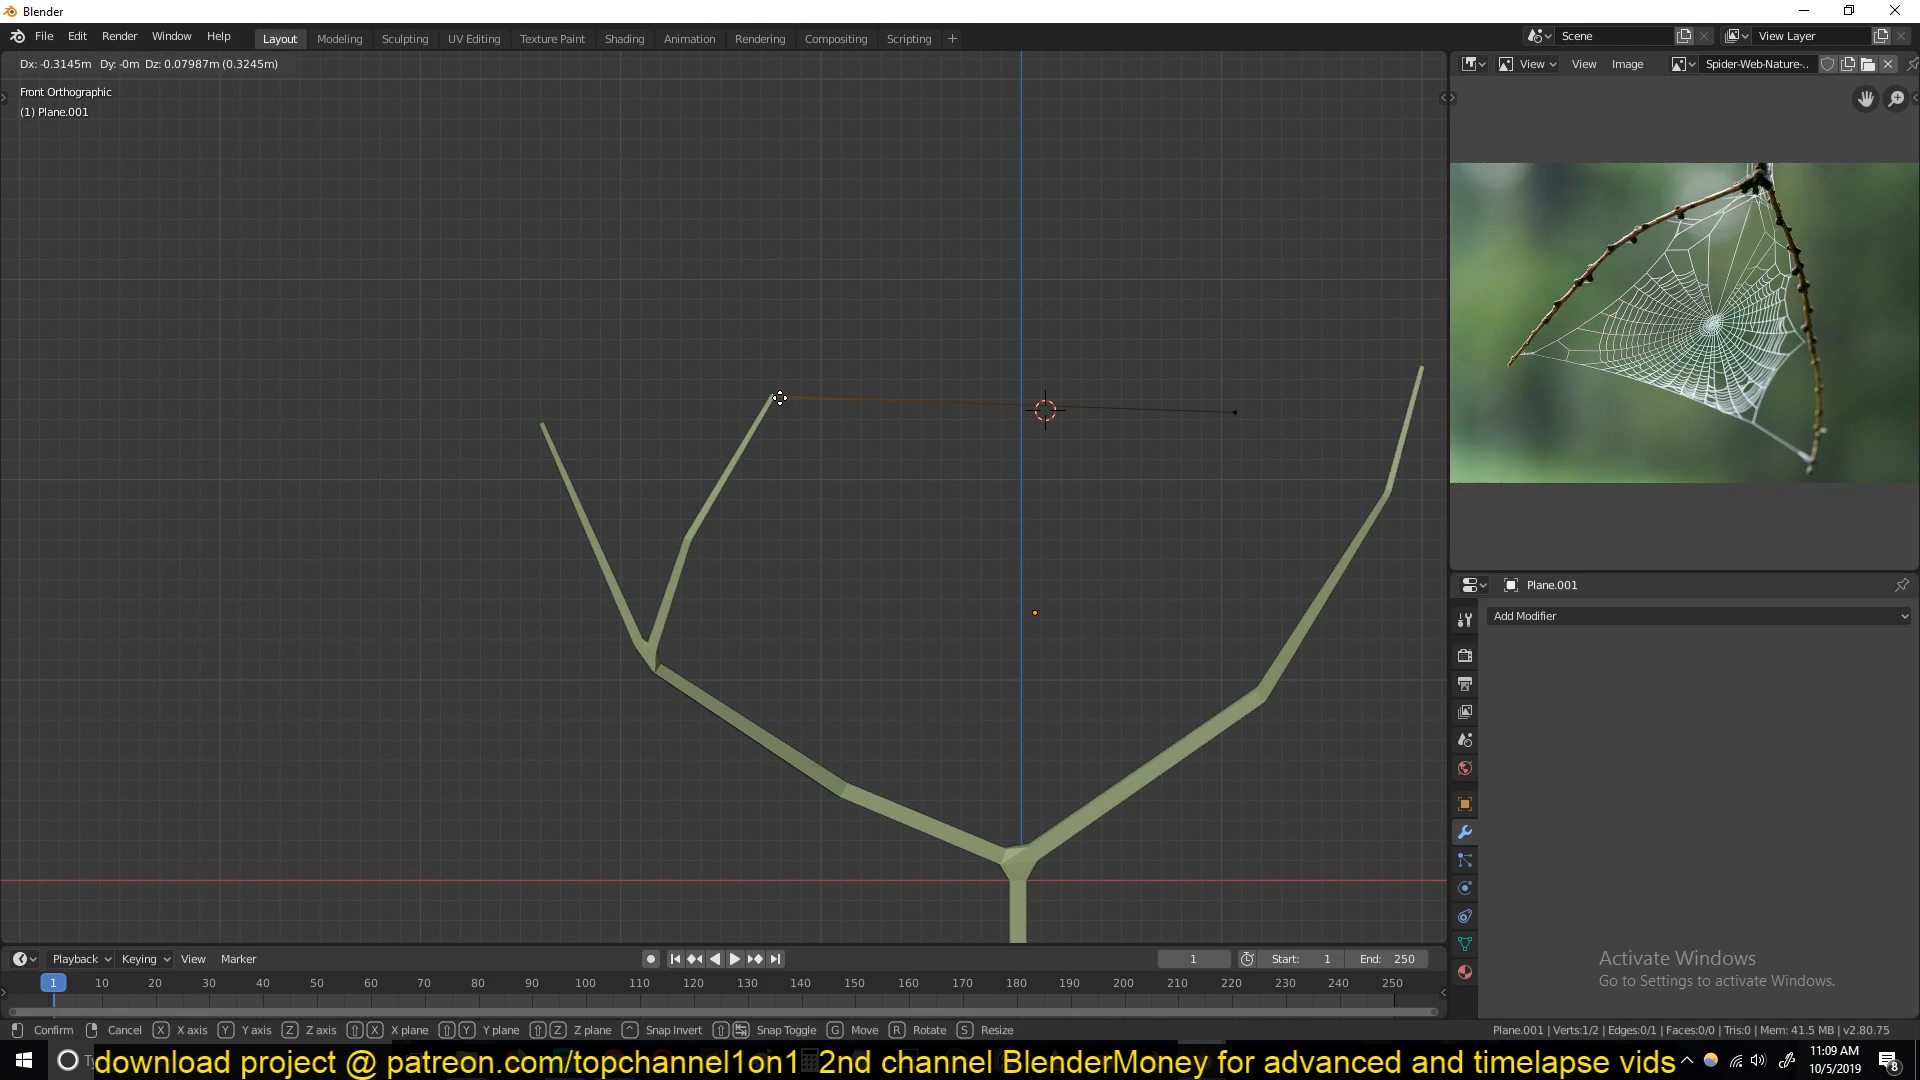 Blender
File Edit Render Window Help
Layout Modeling Sculpting UV Editing Texture Paint Shading Animation Rendering Compositing Scripting +
Scene View Layer
Dx: -0.3145m Dy: -0m Dz: 0.07987m (0.3245m)
View View Image Spider-Web-Nature-..
Front Orthographic
(1) Plane.001
Plane.001
Add Modifier
Activate Windows
Go to Settings to activate Windows.
Playback Keying View Marker
1 Start: 1 End: 250
1 10 20 30 40 50 60 70 80 90 100 110 120 130 140 150 160 170 180 190 200 210 220 230 240 250
Confirm Cancel X X axis Y Y axis Z Z axis X X plane Y Y plane Z Z plane ^ Snap Invert Snap Toggle G Move R Rotate S Resize
Plane.001 | Verts:1/2 | Edges:0/1 | Faces:0/0 | Tris:0 | Mem: 41.5 MB | v2.80.75
download project @ patreon.com/topchannel1on1 2nd channel BlenderMoney for advanced and timelapse vids
11:09 AM
10/5/2019
8